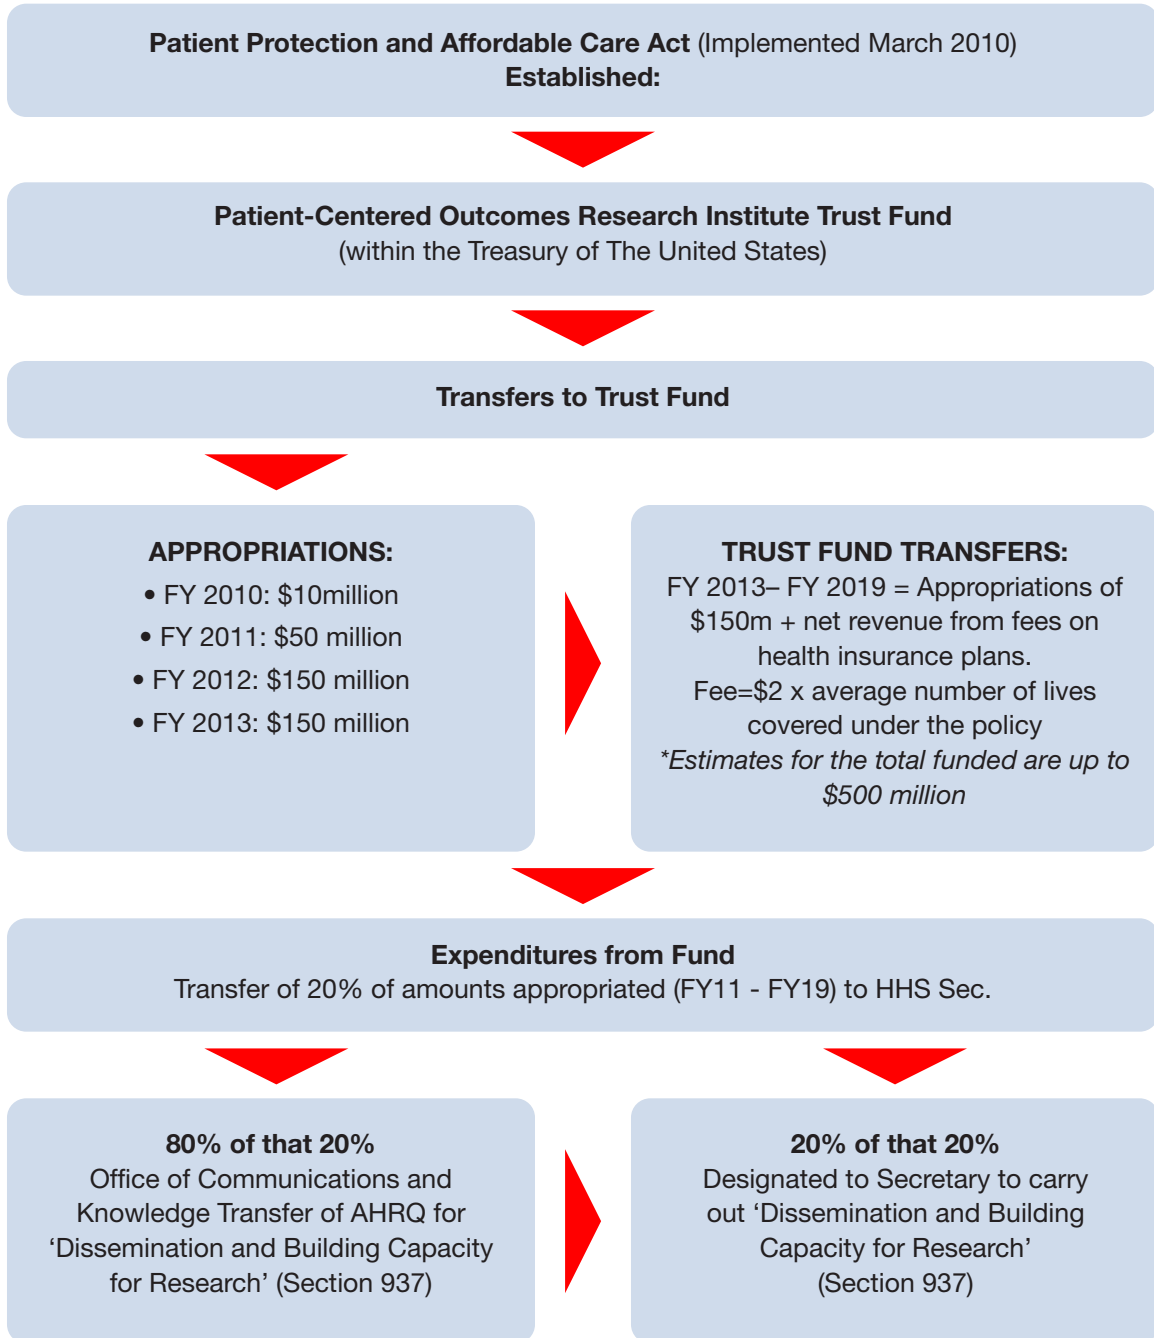 Patient Protection and Affordable Care Act (Implemented March 2010)
Established:
Patient-Centered Outcomes Research Institute Trust Fund
(within the Treasury of The United States)
Transfers to Trust Fund
APPROPRIATIONS:
• FY 2010: $10million
• FY 2011: $50 million
• FY 2012: $150 million
• FY 2013: $150 million
TRUST FUND TRANSFERS:
FY 2013– FY 2019 = Appropriations of
$150m + net revenue from fees on
health insurance plans.
Fee=$2 x average number of lives
covered under the policy
*Estimates for the total funded are up to
$500 million
Expenditures from Fund
Transfer of 20% of amounts appropriated (FY11 - FY19) to HHS Sec.
80% of that 20%
Office of Communications and
Knowledge Transfer of AHRQ for
‘Dissemination and Building Capacity
for Research’ (Section 937)
20% of that 20%
Designated to Secretary to carry
out ‘Dissemination and Building
Capacity for Research’
(Section 937)